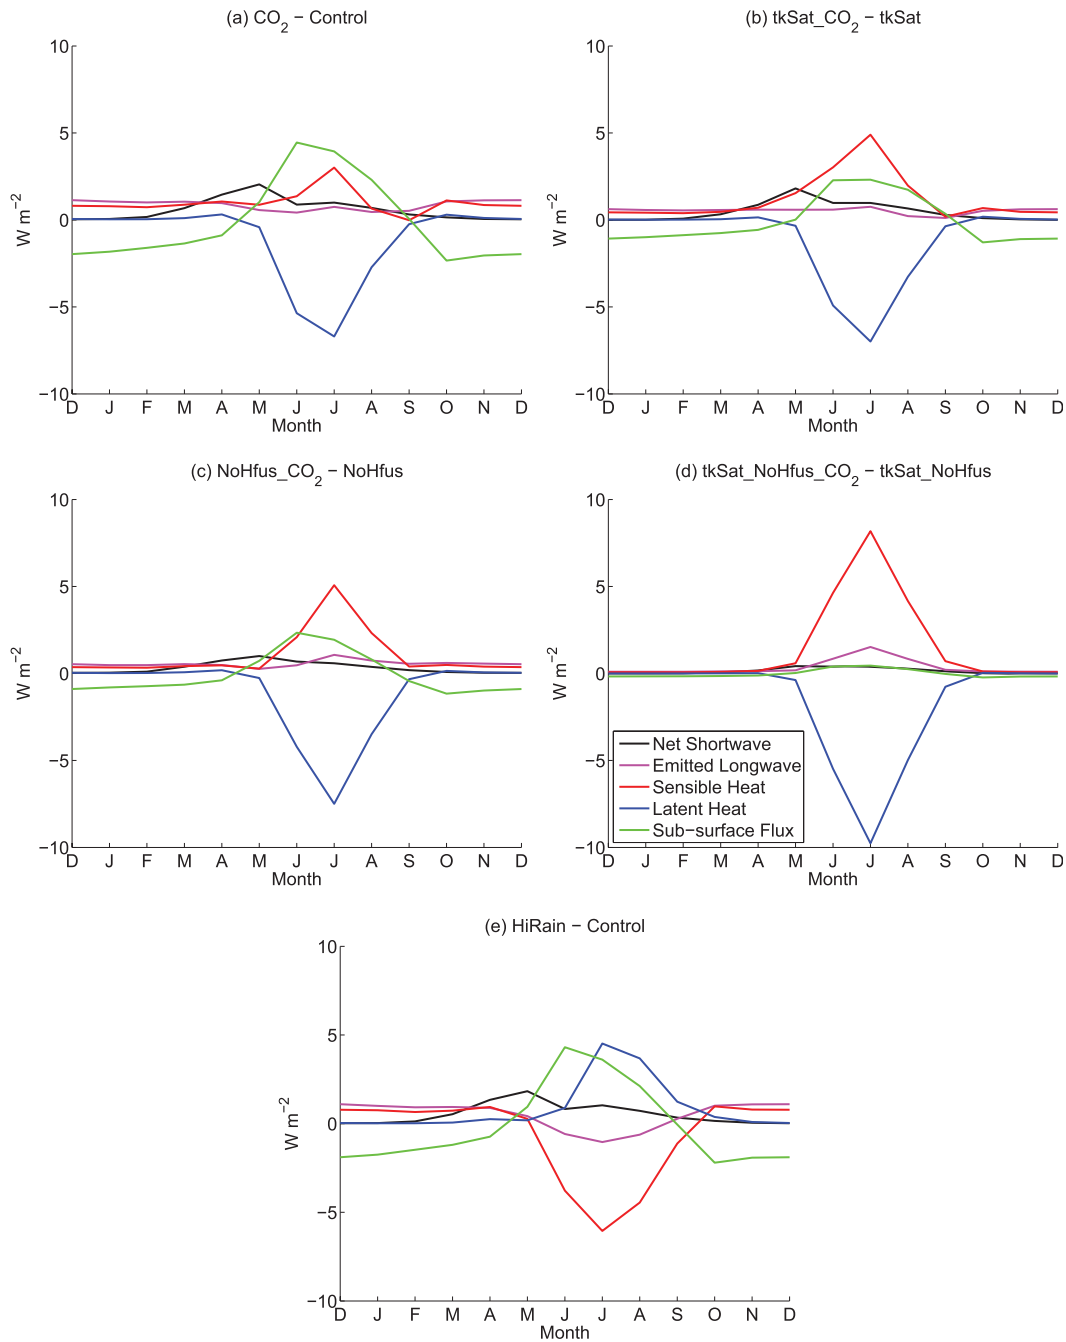 (a) CO2 − Control
10
5
0
−5
−10
W m−2
D J F M A M J J A S O N D
Month
(b) tkSat_CO2 − tkSat
10
5
0
−5
−10
W m−2
D J F M A M J J A S O N D
Month
(c) NoHfus_CO2 − NoHfus
10
5
0
−5
−10
W m−2
D J F M A M J J A S O N D
Month
(d) tkSat_NoHfus_CO2 − tkSat_NoHfus
10
5
0
−5
−10
W m−2
Net Shortwave
Emitted Longwave
Sensible Heat
Latent Heat
Sub−surface Flux
D J F M A M J J A S O N D
Month
(e) HiRain − Control
10
5
0
−5
−10
W m−2
D J F M A M J J A S O N D
Month